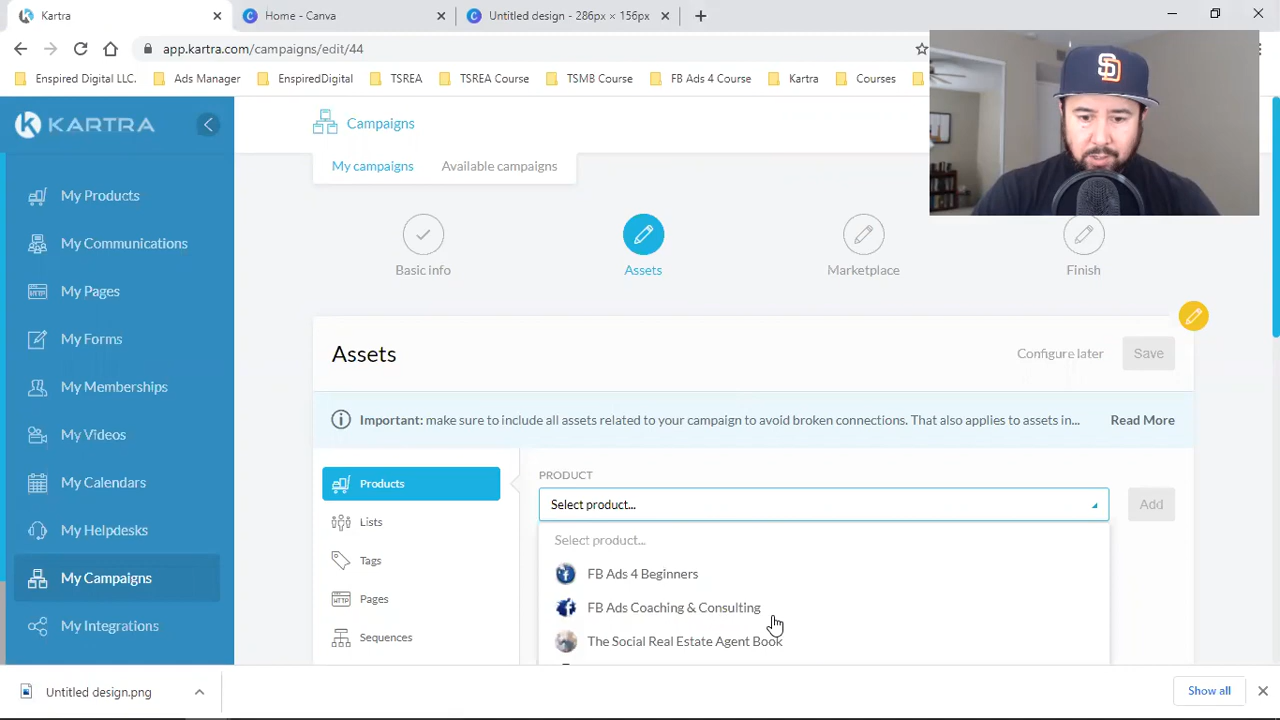 Kartra
Home - Canva
Untitled design - 286px × 156px
app.kartra.com/campaigns/edit/44
Enspired Digital LLC.
Ads Manager
EnspiredDigital
TSREA
TSREA Course
TSMB Course
FB Ads 4 Course
Kartra
Courses
KARTRA
Campaigns
My campaigns
Available campaigns
SD
My Products
My Communications
My Pages
My Forms
My Memberships
My Videos
My Calendars
My Helpdesks
My Campaigns
My Integrations
Basic info
Assets
Marketplace
Finish
Assets
Configure later
Save
Important: make sure to include all assets related to your campaign to avoid broken connections. That also applies to assets in...
Read More
Products
Lists
Tags
Pages
Sequences
PRODUCT
Select product...
Add
Select product...
FB Ads 4 Beginners
FB Ads Coaching & Consulting
The Social Real Estate Agent Book
Untitled design.png
Show all